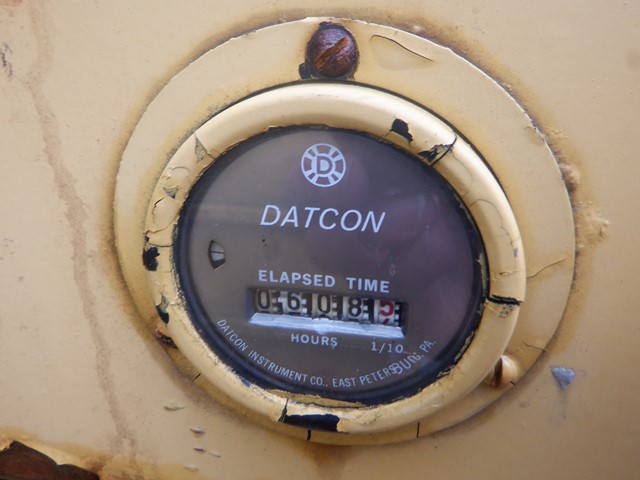 D
DATCON
ELAPSED TIME
0608
HOURS 1/10
DATCON INSTRUMENT CO., EAST PETERSBURG, PA.